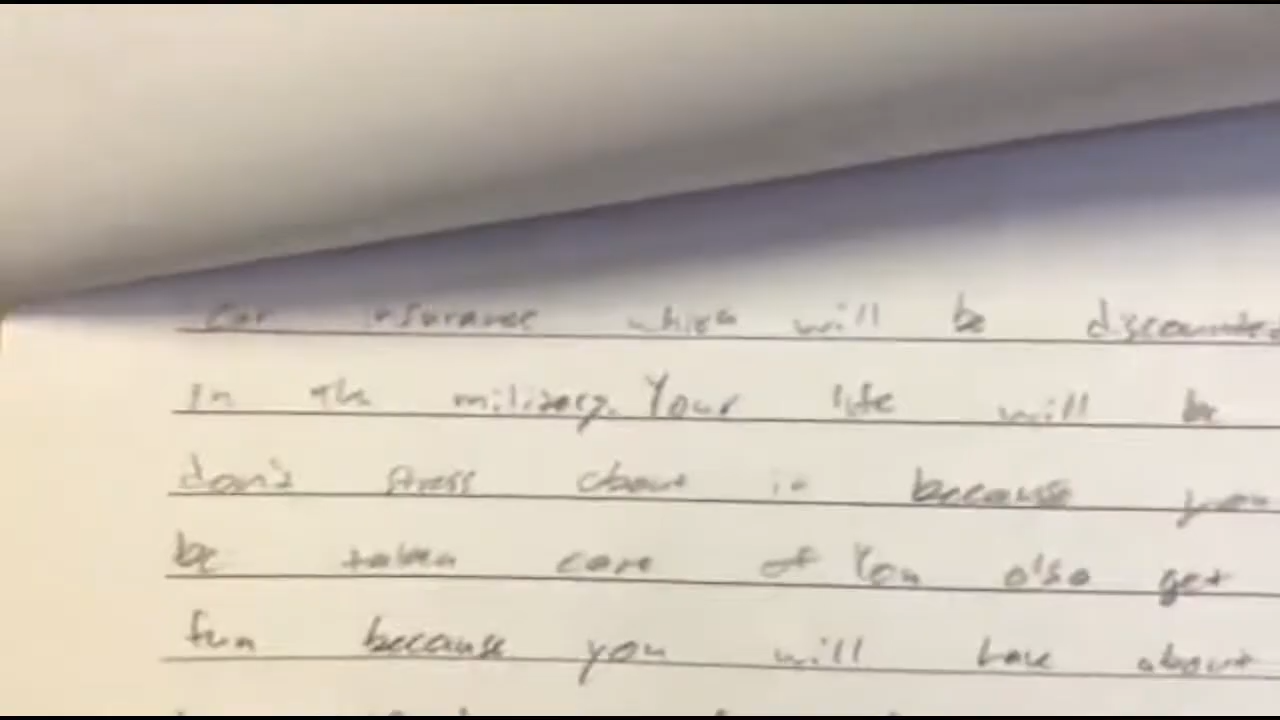 car insurance which will be discounted
in the military. Your life will be
don't stress about it because you
be taken care of You also get
fun because you will have about